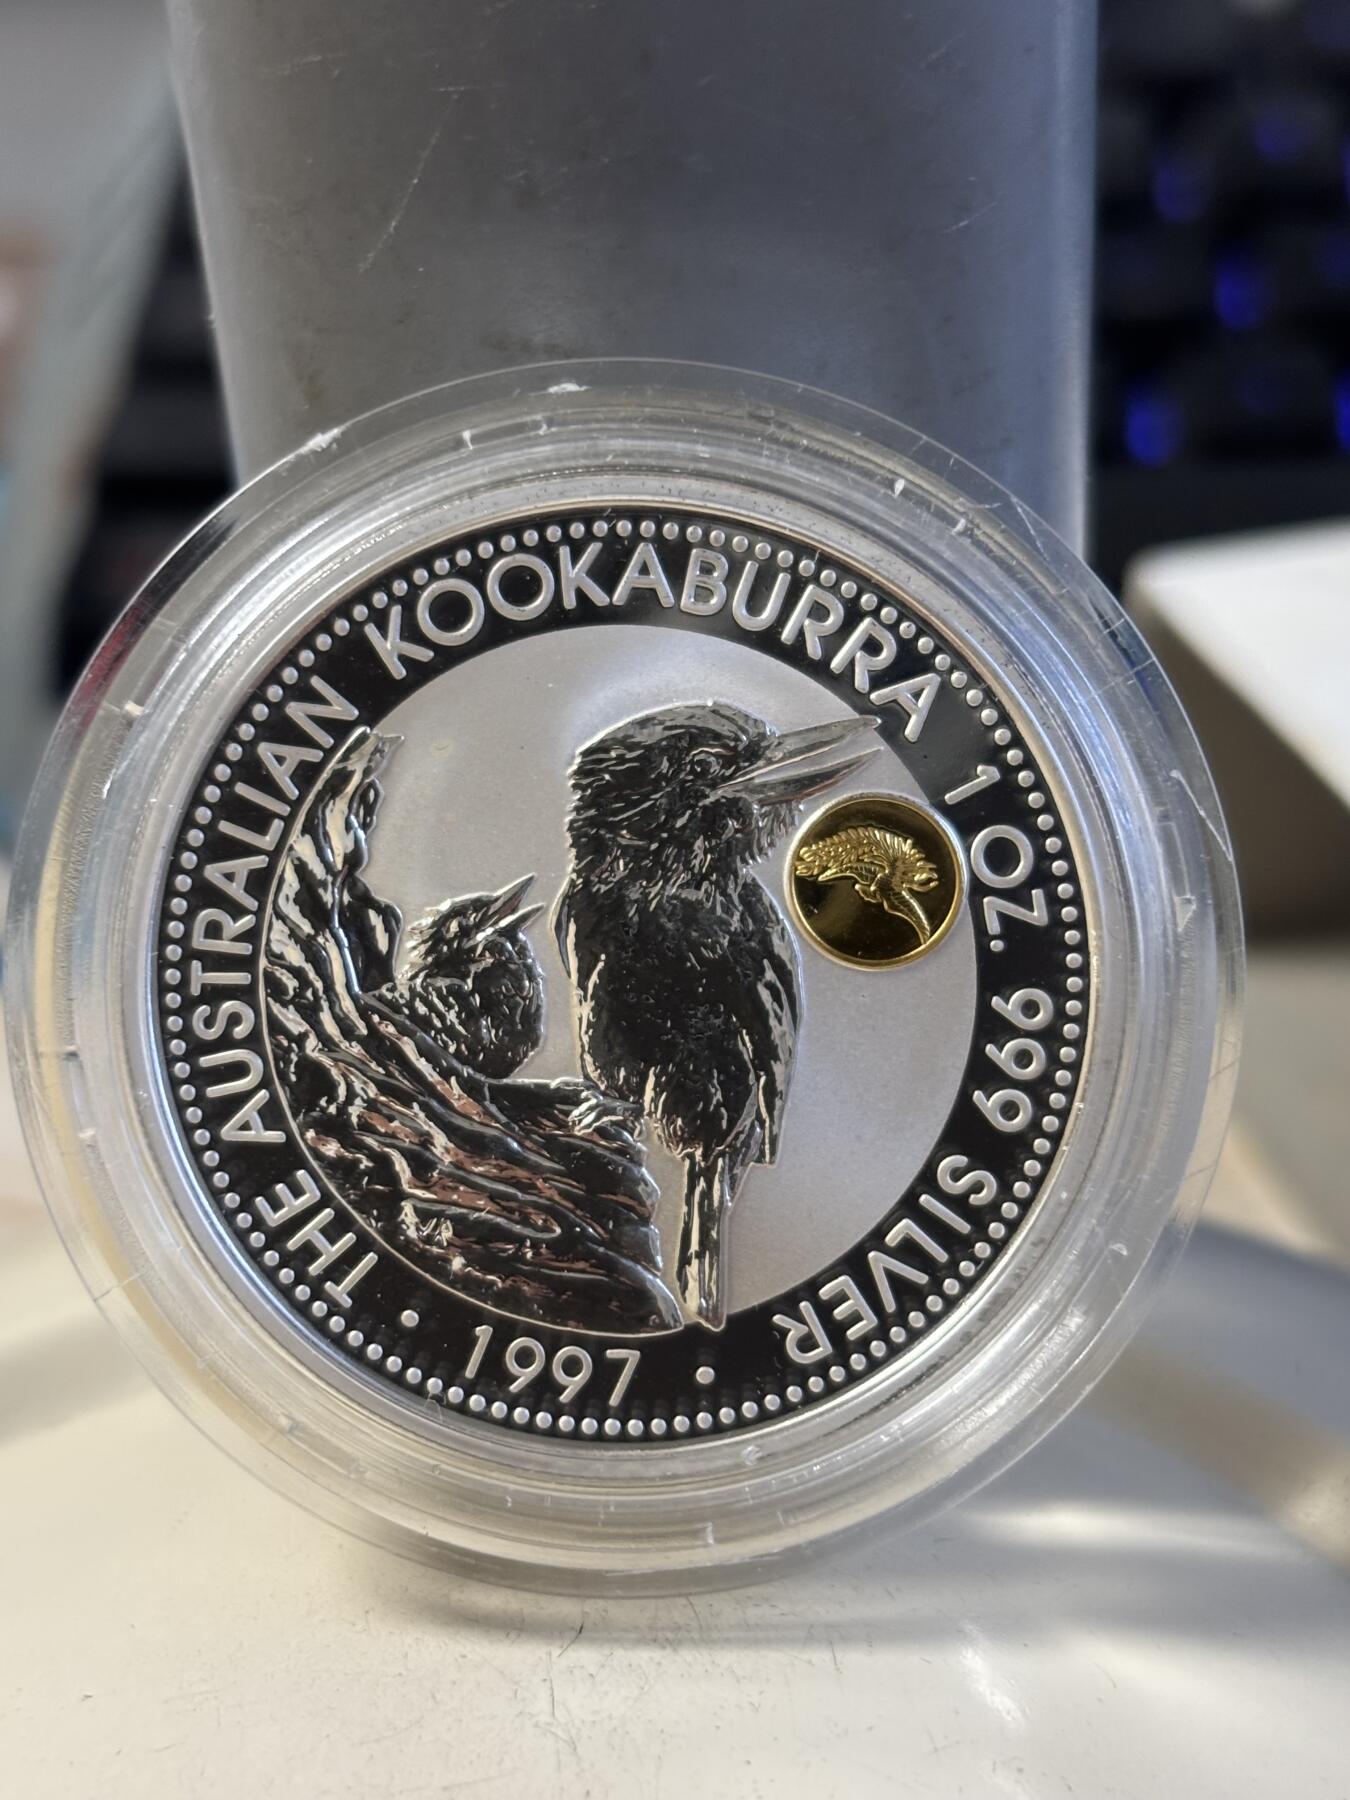 THE AUSTRALIAN KOOKABURRA 1 OZ. 999 SILVER
• 1997 •